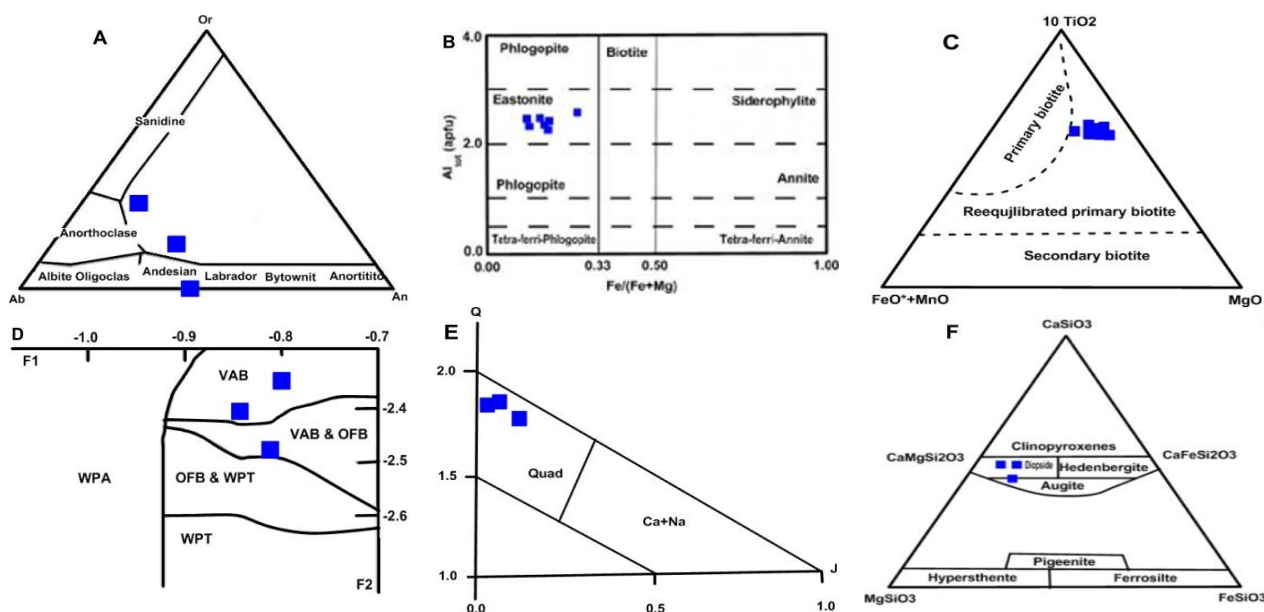 A
Or
Sanidine
Anorthoclase
Albite Oligoclas
Andesian
Labrador
Bytownit
Anortitito
Ab
An
B
4.0
Phlogopite
Biotite
Eastonite
Siderophylite
Al tot (apfu)
2.0
Phlogopite
Annite
Tetra-ferri-Phlogopite
Tetra-ferri-Annite
0.0
0.00
0.33
0.50
1.00
Fe/(Fe+Mg)
C
10 TiO2
Primary biotite
Reequjlibrated primary biotite
Secondary biotite
FeO*+MnO
MgO
D
-1.0
-0.9
-0.8
-0.7
F1
VAB
-2.4
VAB & OFB
WPA
OFB & WPT
-2.5
-2.6
WPT
F2
E
Q
2.0
1.5
Quad
Ca+Na
1.0
J
0.0
0.5
1.0
F
CaSiO3
Clinopyroxenes
CaMgSi2O3
CaFeSi2O3
Diopside
Hedenbergite
Augite
Pigeenite
Hypersthente
Ferrosilte
MgSiO3
FeSiO3